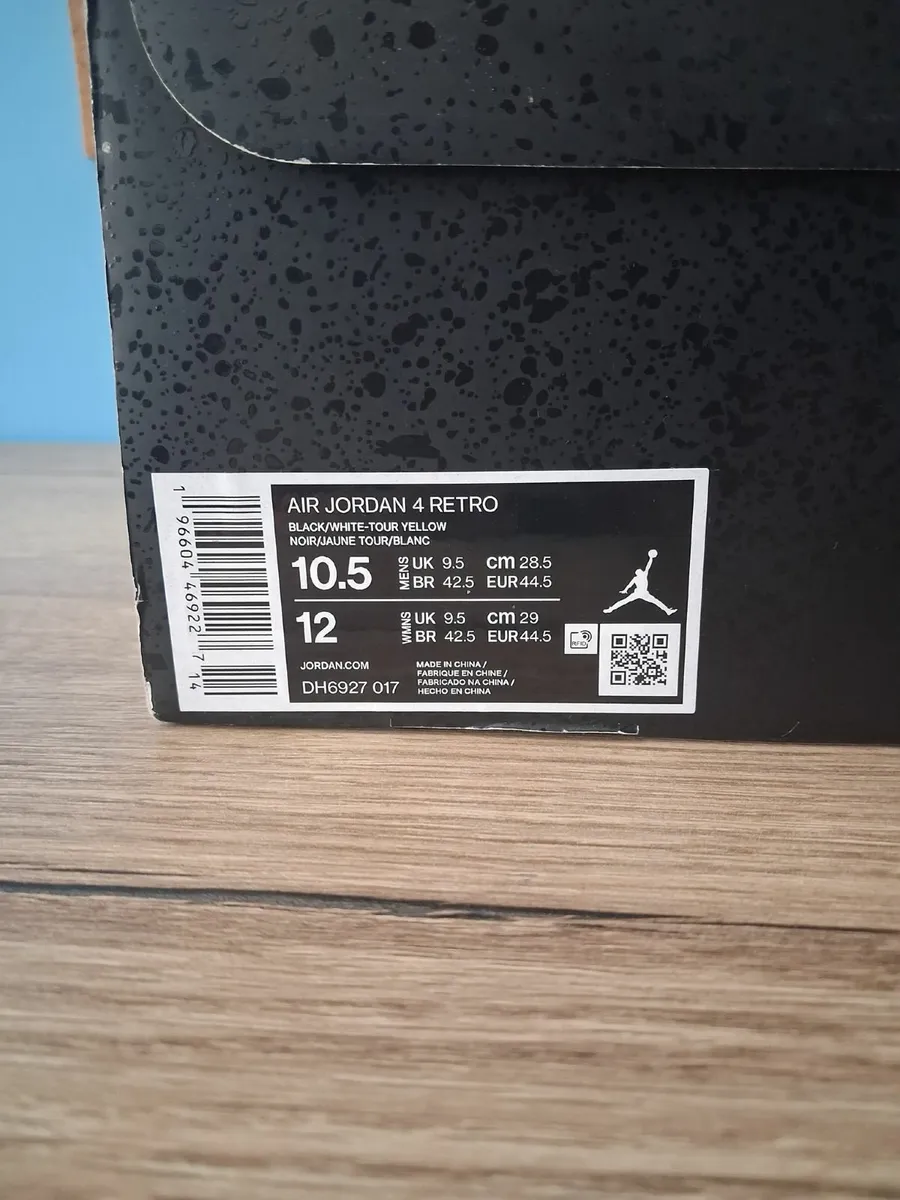 1 96604 46922 7 14
AIR JORDAN 4 RETRO
BLACK/WHITE-TOUR YELLOW
NOIR/JAUNE TOUR/BLANC
10.5 MENS UK 9.5 cm 28.5
BR 42.5 EUR 44.5
12 WMNS UK 9.5 cm 29
BR 42.5 EUR 44.5
RFID
JORDAN.COM
DH6927 017
MADE IN CHINA /
FABRIQUE EN CHINE /
FABRICADO NA CHINA /
HECHO EN CHINA